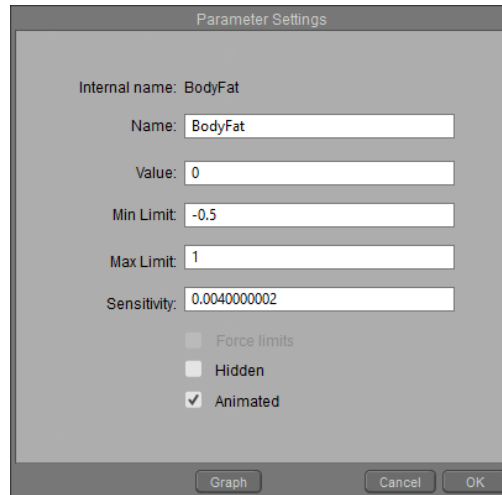 Parameter Settings
Internal name: BodyFat
Name: BodyFat
Value: 0
Min Limit: -0.5
Max Limit: 1
Sensitivity: 0.0040000002
Force limits
Hidden
Animated
Graph Cancel OK